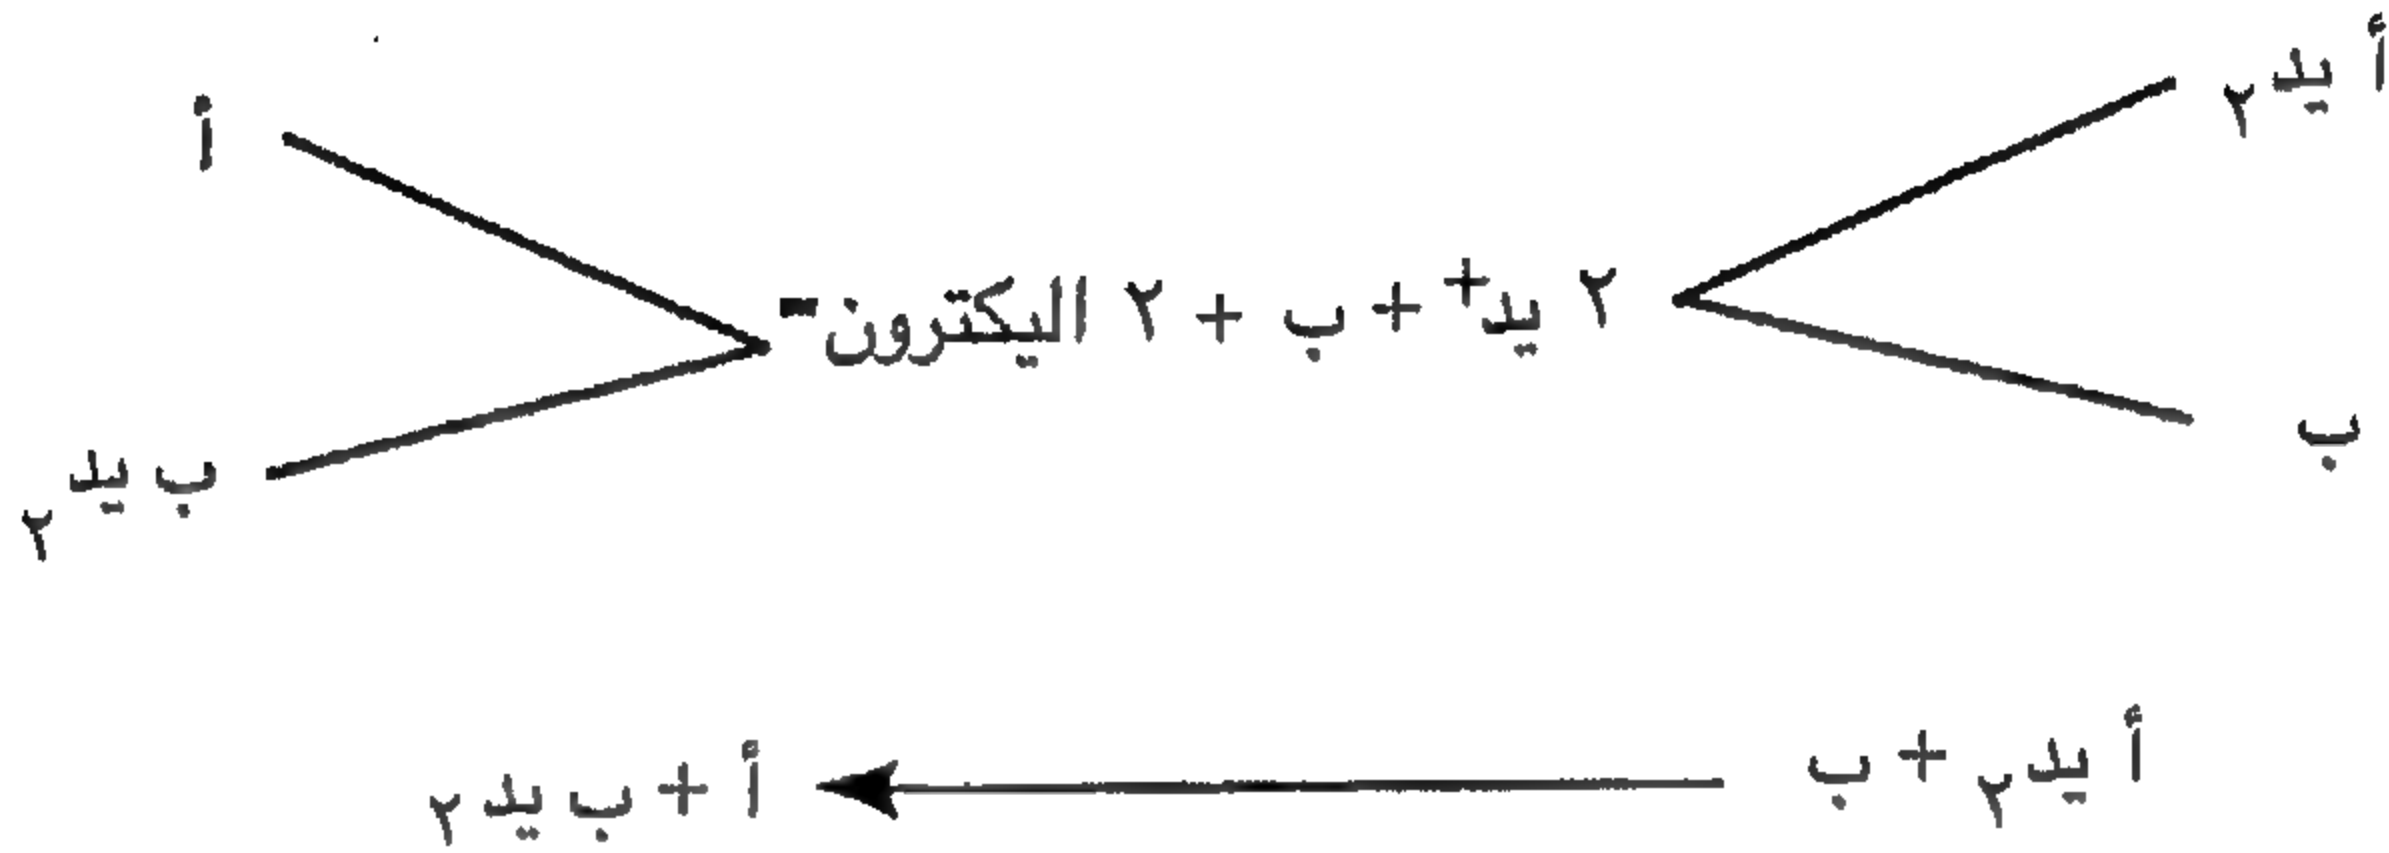 أ يد٢
أ
٢ يد+ + ب + ٢ اليكترون-
ب
ب يد٢
أ يد٢ + ب
أ + ب يد٢